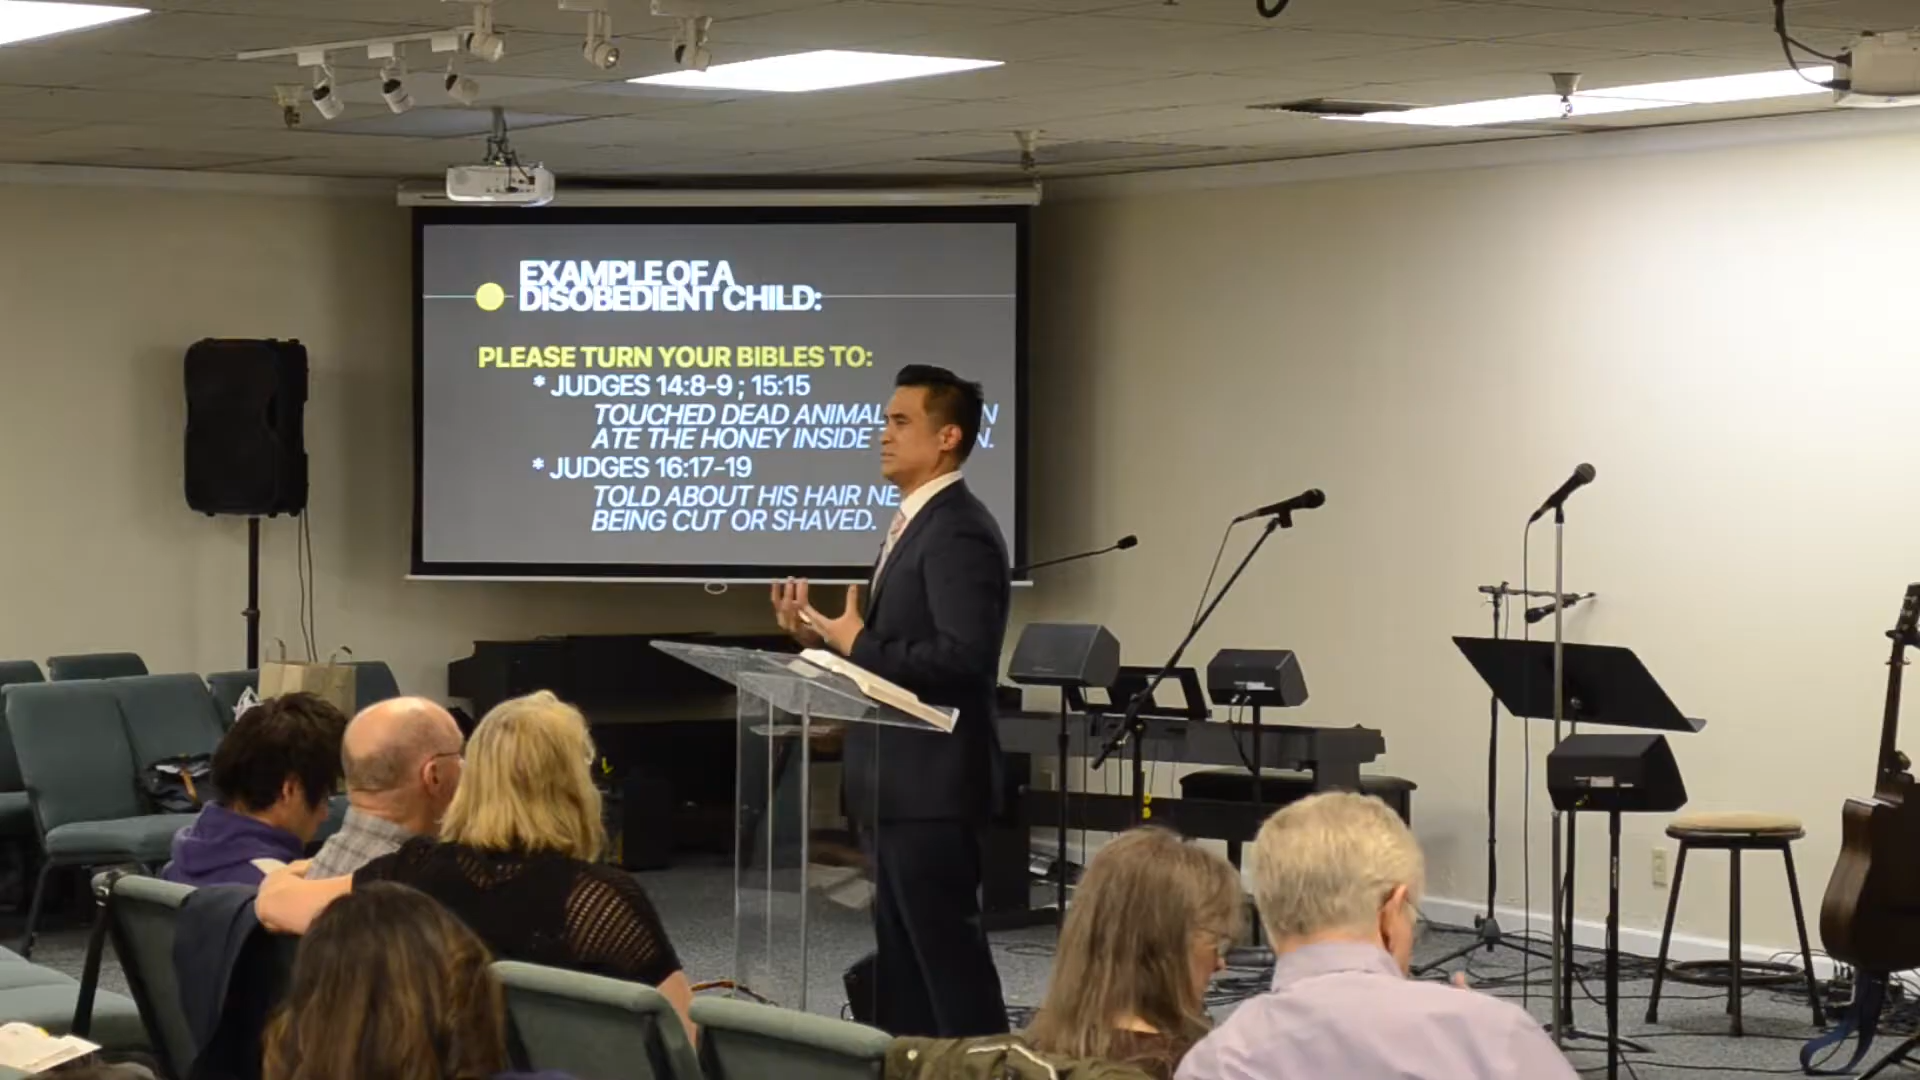 EXAMPLE OF A
DISOBEDIENT CHILD:
PLEASE TURN YOUR BIBLES TO:
* JUDGES 14:8-9 ; 15:15
TOUCHED DEAD ANIMAL
ATE THE HONEY INSIDE
* JUDGES 16:17-19
TOLD ABOUT HIS HAIR
BEING CUT OR SHAVED.